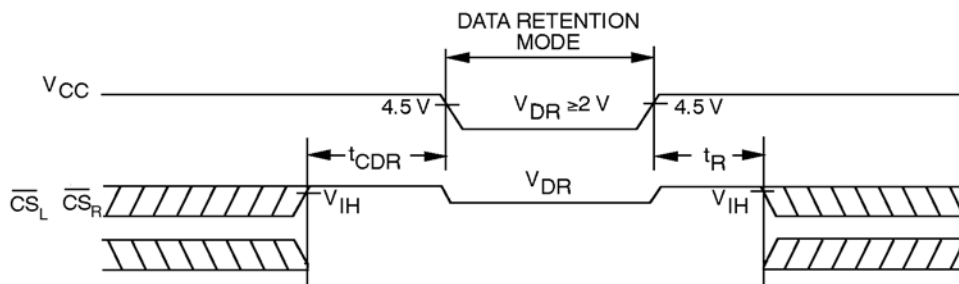 DATA RETENTION
MODE
VCC
4.5 V
VDR ≥2 V
4.5 V
tCDR
tR
CSL CSR
VIH
VDR
VIH